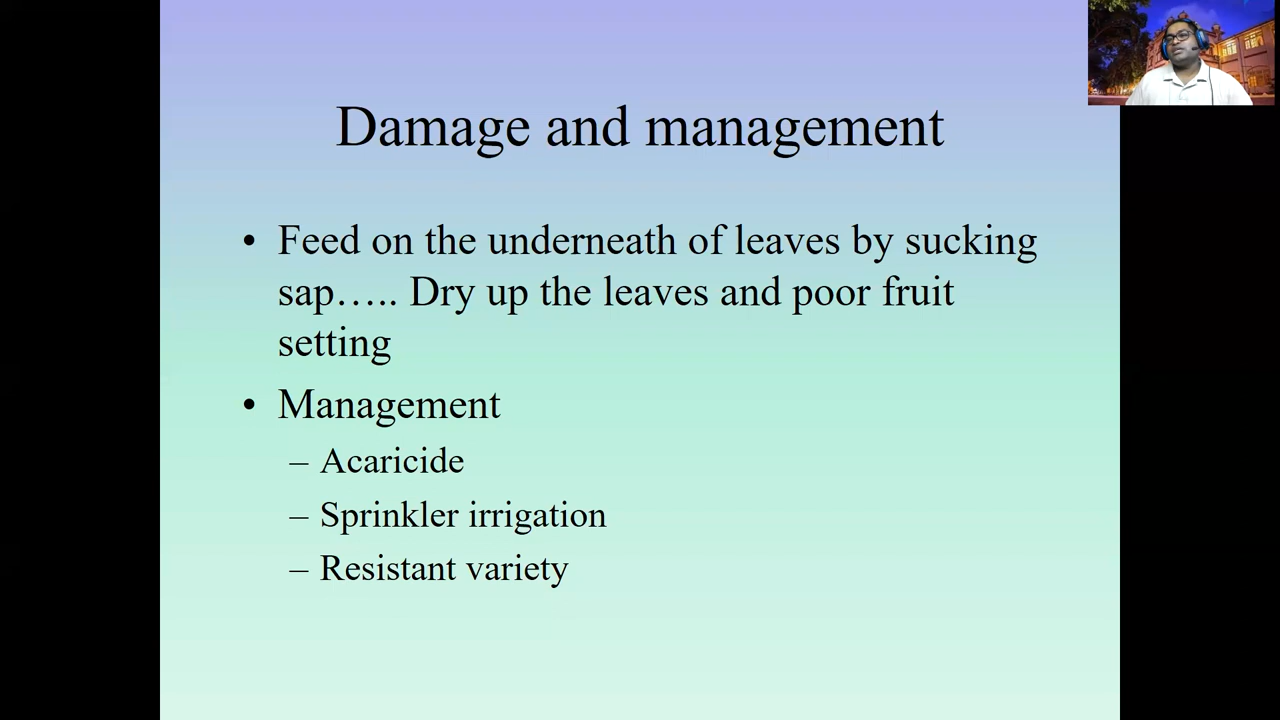 Damage and management
• Feed on the underneath of leaves by sucking
sap….. Dry up the leaves and poor fruit
setting
• Management
– Acaricide
– Sprinkler irrigation
– Resistant variety